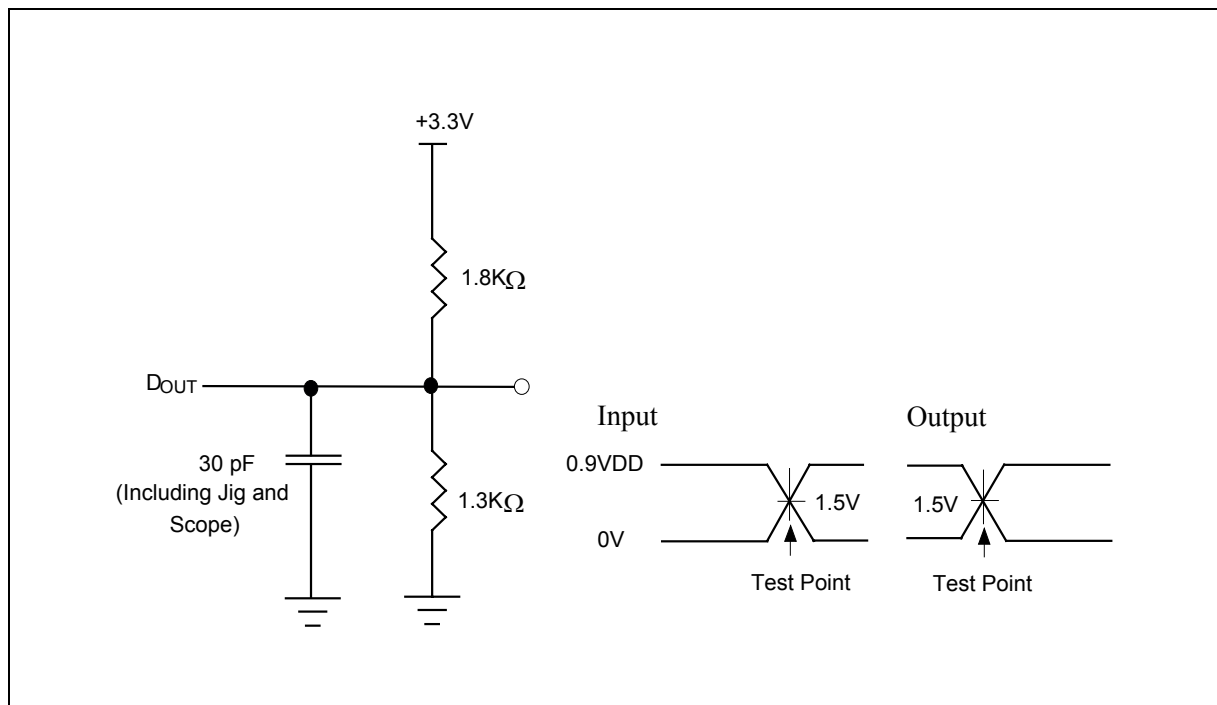 +3.3V
1.8KΩ
DOUT
30 pF
(Including Jig and
Scope)
1.3KΩ
Input
Output
0.9VDD
0V
1.5V
1.5V
Test Point
Test Point